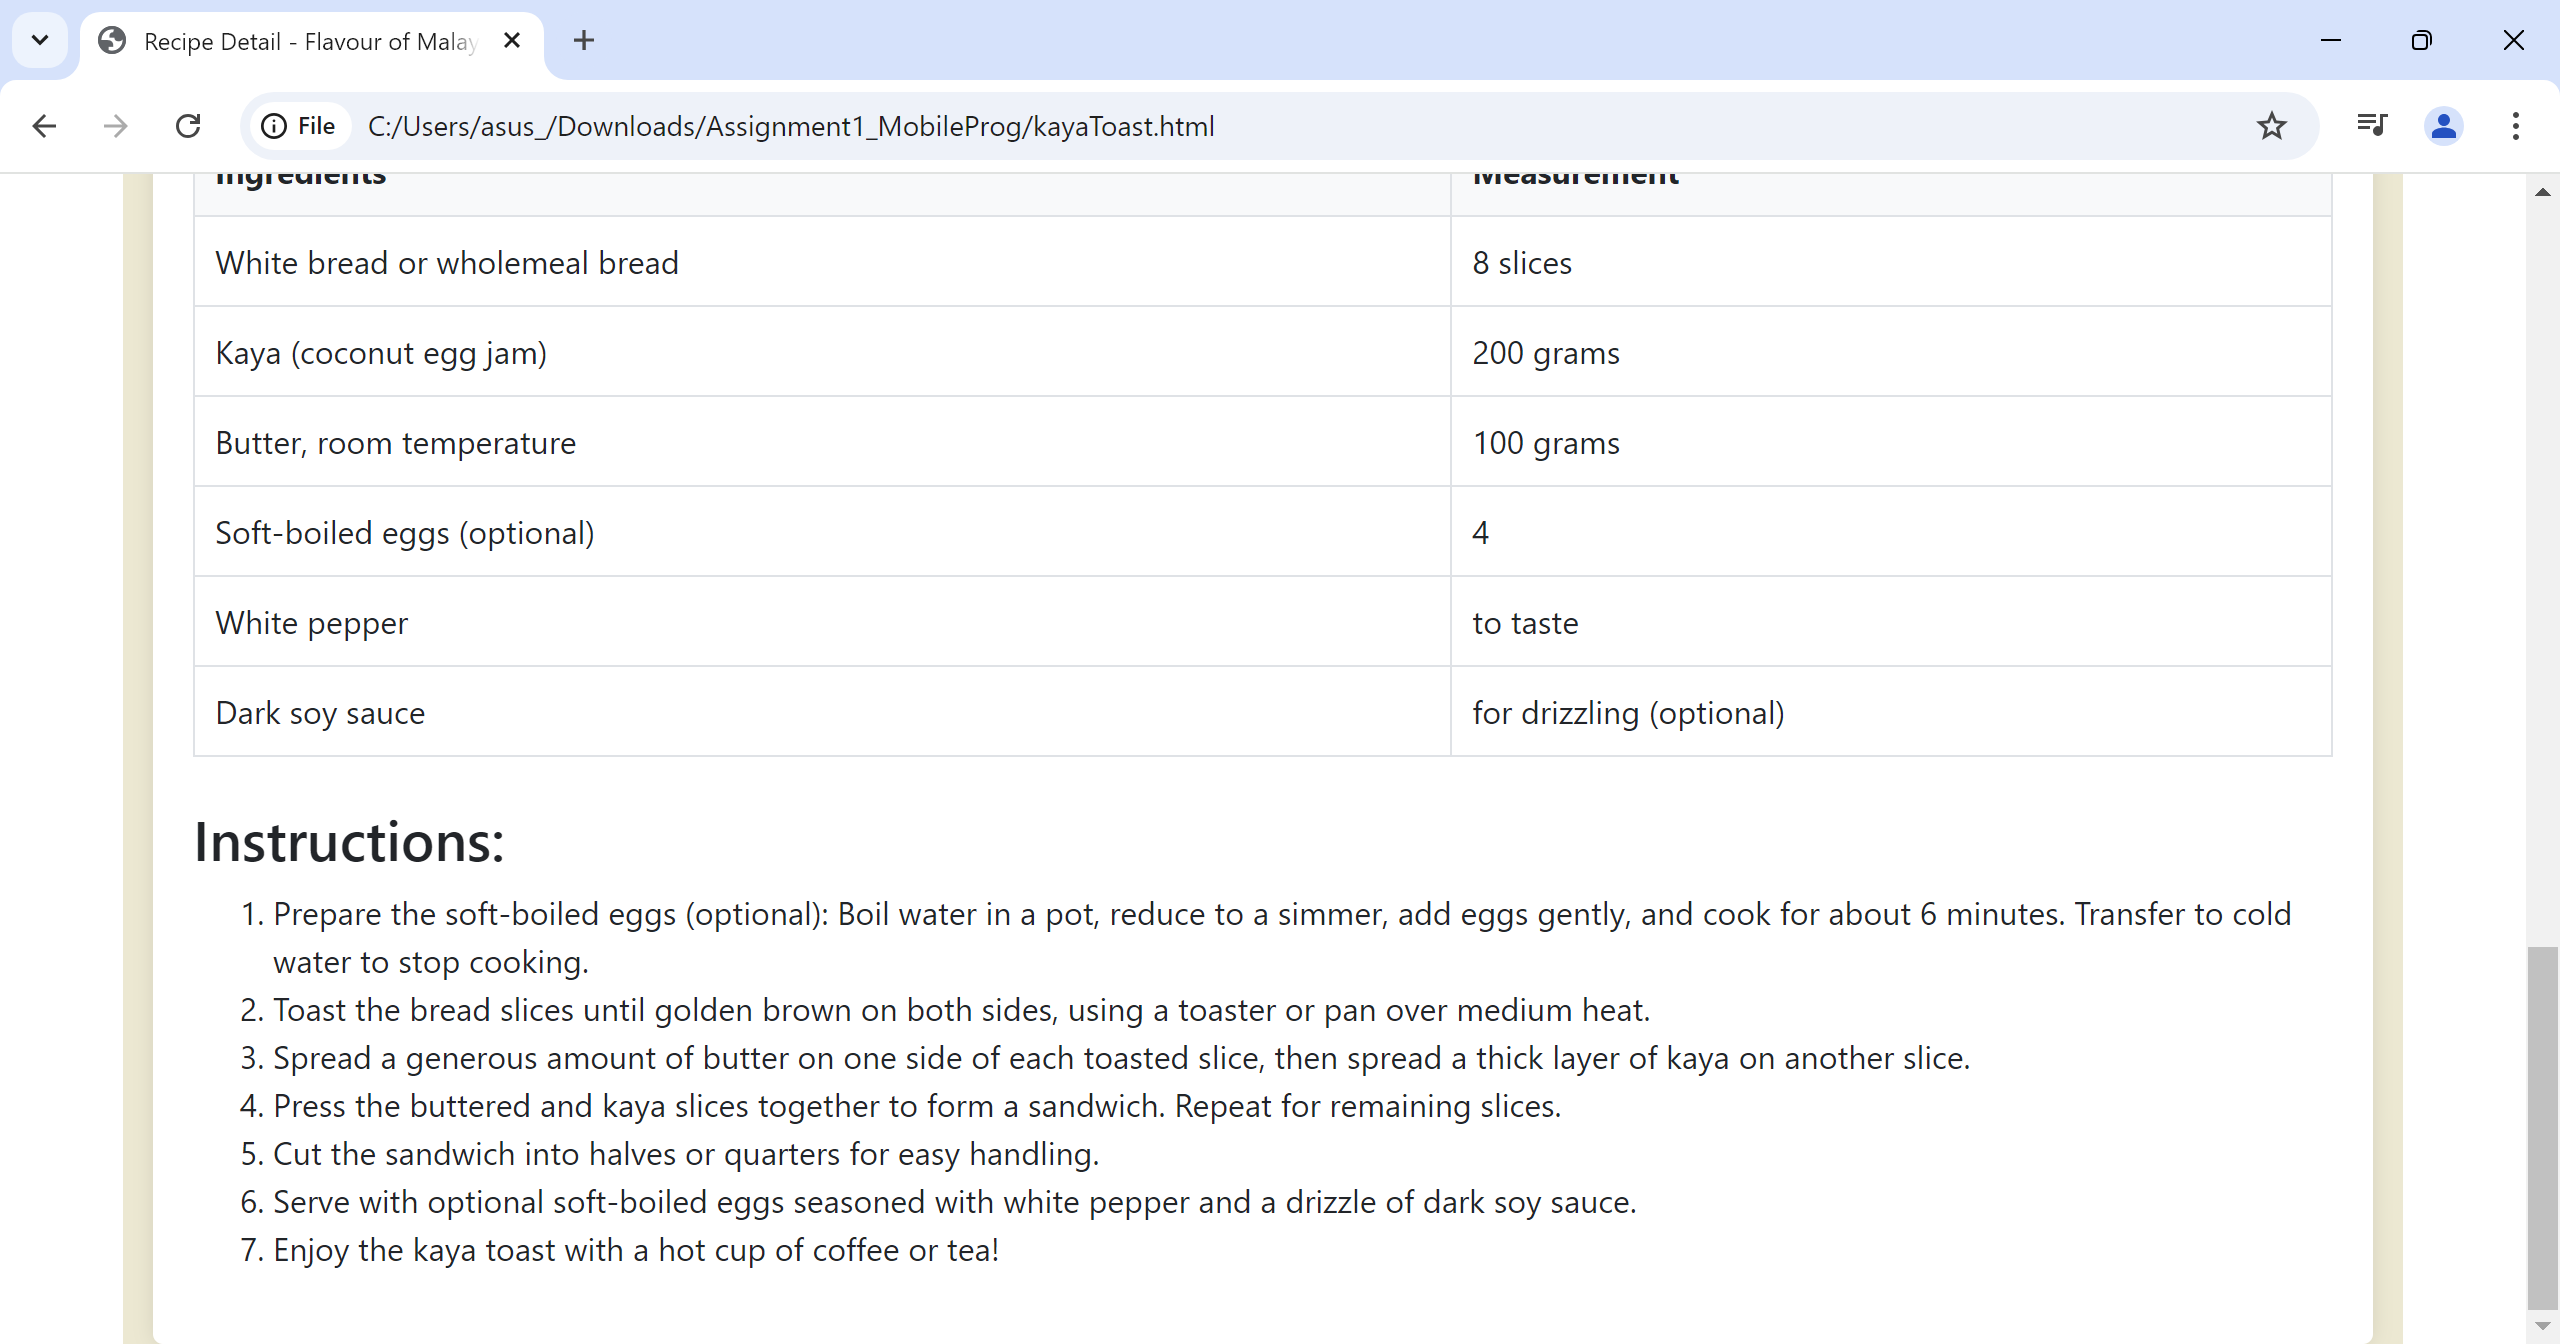 Recipe Detail - Flavour of Malay
File C:/Users/asus_/Downloads/Assignment1_MobileProg/kayaToast.html
Ingredients Measurement
White bread or wholemeal bread 8 slices
Kaya (coconut egg jam) 200 grams
Butter, room temperature 100 grams
Soft-boiled eggs (optional) 4
White pepper to taste
Dark soy sauce for drizzling (optional)
Instructions:
1. Prepare the soft-boiled eggs (optional): Boil water in a pot, reduce to a simmer, add eggs gently, and cook for about 6 minutes. Transfer to cold
water to stop cooking.
2. Toast the bread slices until golden brown on both sides, using a toaster or pan over medium heat.
3. Spread a generous amount of butter on one side of each toasted slice, then spread a thick layer of kaya on another slice.
4. Press the buttered and kaya slices together to form a sandwich. Repeat for remaining slices.
5. Cut the sandwich into halves or quarters for easy handling.
6. Serve with optional soft-boiled eggs seasoned with white pepper and a drizzle of dark soy sauce.
7. Enjoy the kaya toast with a hot cup of coffee or tea!